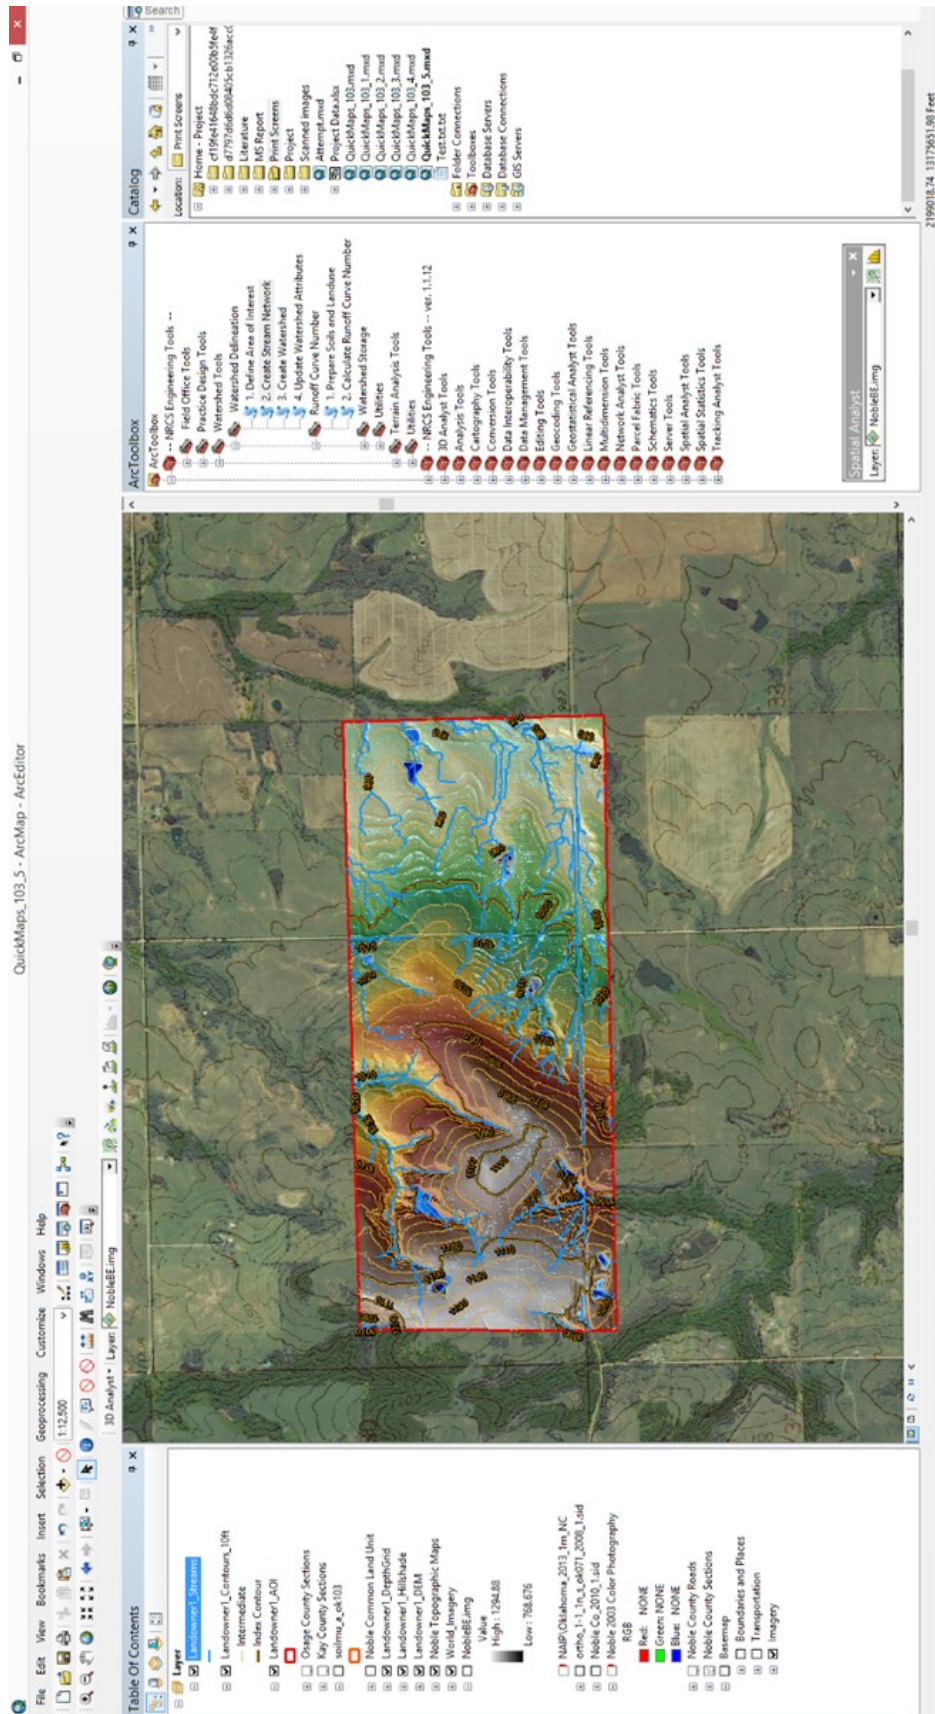 QuickMaps_103_5 - ArcMap - ArcEditor
File Edit View Bookmarks Insert Selection Geoprocessing Customize Windows Help
1:12,500
3D Analyst Layer: NobleBE.img
Table Of Contents
Layer
Landowner1_Streams
Landowner1_Contours_10ft
Intermediate
Index Contour
Landowner1_AOI
Osage County Sections
Kay County Sections
soilmu_a_ok103
Noble Common Land Unit
Landowner1_DepthGrid
Landowner1_Hillshade
Landowner1_DEM
Noble Topographic Maps
World_Imagery
NobleBE.img
Value
High : 1294.88
Low : 768.676
NAIP\Oklahoma_2013_1m_NC
ortho_1-1_1n_s_ok071_2008_1.sid
Noble Co_2010_1.sid
Noble 2003 Color Photography
RGB
Red: NONE
Green: NONE
Blue: NONE
Noble County Roads
Noble County Sections
Basemap
Boundaries and Places
Transportation
Imagery
ArcToolbox
ArcToolbox
-- NRCS Engineering Tools --
Field Office Tools
Practice Design Tools
Watershed Tools
Watershed Delineation
1. Define Area of Interest
2. Create Stream Network
3. Create Watershed
4. Update Watershed Attributes
Runoff Curve Number
1. Prepare Soils and Landuse
2. Calculate Runoff Curve Number
Watershed Storage
Utilities
Terrain Analysis Tools
Utilities
-- NRCS Engineering Tools -- ver. 1.1.12
3D Analyst Tools
Analysis Tools
Cartography Tools
Conversion Tools
Data Interoperability Tools
Data Management Tools
Editing Tools
Geocoding Tools
Geostatistical Analyst Tools
Linear Referencing Tools
Multidimension Tools
Network Analyst Tools
Parcel Fabric Tools
Schematics Tools
Server Tools
Spatial Analyst Tools
Spatial Statistics Tools
Tracking Analyst Tools
Spatial Analyst
Layer: NobleBE.img
Catalog
Location: Print Screens
Home - Project
Literature
MS Report
Print Screens
Project
Scanned images
Attempt.mxd
Project Data.xlsx
QuickMaps_103.mxd
QuickMaps_103_1.mxd
QuickMaps_103_2.mxd
QuickMaps_103_3.mxd
QuickMaps_103_4.mxd
QuickMaps_103_5.mxd
Test.txt.txt
Folder Connections
Toolboxes
Database Servers
Database Connections
GIS Servers
Search
2199018.74 13175651.98 Feet